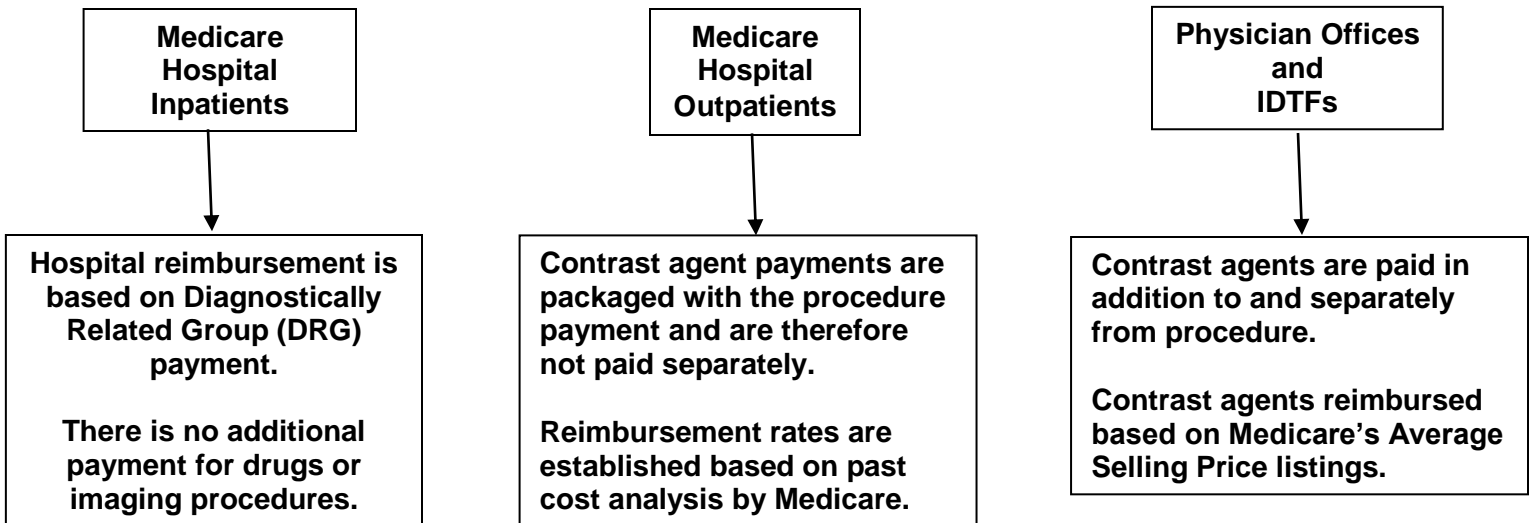 Medicare
Hospital
Inpatients
Hospital reimbursement is
based on Diagnostically
Related Group (DRG)
payment.
There is no additional
payment for drugs or
imaging procedures.
Medicare
Hospital
Outpatients
Contrast agent payments are
packaged with the procedure
payment and are therefore
not paid separately.
Reimbursement rates are
established based on past
cost analysis by Medicare.
Physician Offices
and
IDTFs
Contrast agents are paid in
addition to and separately
from procedure.
Contrast agents reimbursed
based on Medicare’s Average
Selling Price listings.